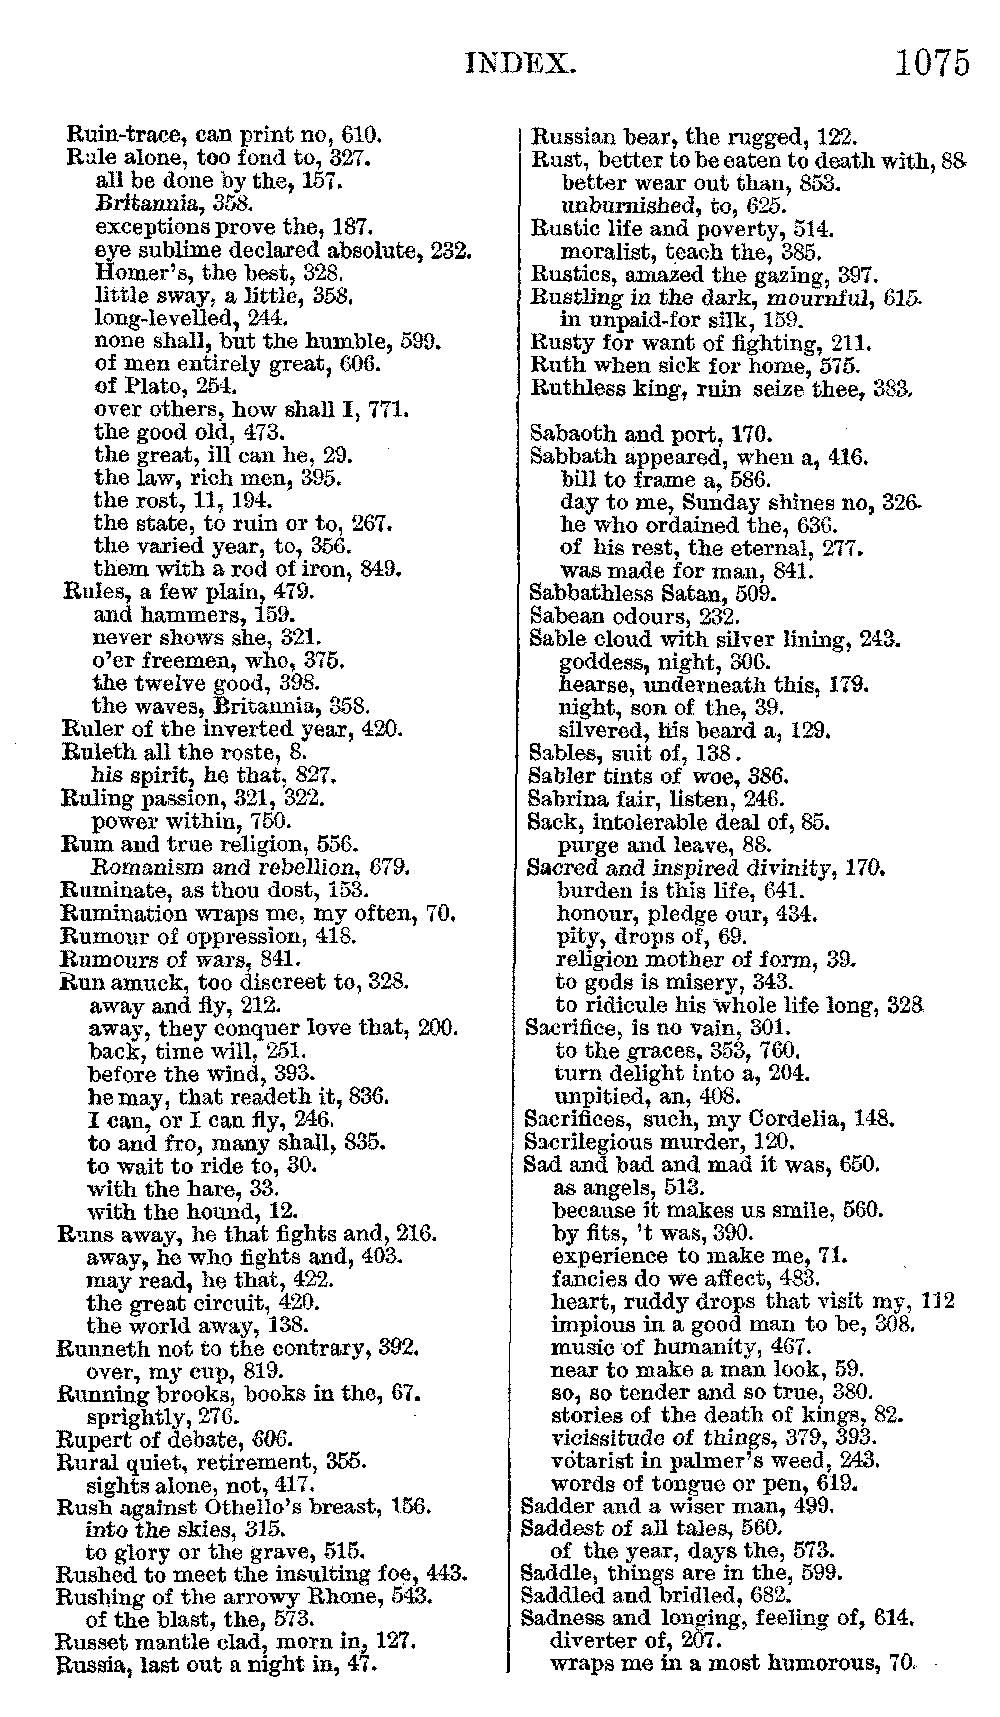 INDEX. 1075
Ruin-trace, can print no, 610.
Rule alone, too fond to, 327.
all be done by the, 157.
Britannia, 358.
exceptions prove the, 187.
eye sublime declared absolute, 232.
Homer's, the best, 328.
little sway, a little, 358.
long-levelled, 244.
none shall, but the humble, 599.
of men entirely great, 606.
of Plato, 254.
over others, how shall I, 771.
the good old, 473.
the great, ill can he, 29.
the law, rich men, 395.
the rost, 11, 194.
the state, to ruin or to, 267.
the varied year, to, 356.
them with a rod of iron, 849.
Rules, a few plain, 479.
and hammers, 159.
never shows she, 321.
o'er freemen, who, 375.
the twelve good, 398.
the waves, Britannia, 358.
Ruler of the inverted year, 420.
Ruleth all the roste, 8.
his spirit, he that, 827.
Ruling passion, 321, 322.
power within, 750.
Rum and true religion, 556.
Romanism and rebellion, 679.
Ruminate, as thou dost, 153.
Rumination wraps me, my often, 70.
Rumour of oppression, 418.
Rumours of wars, 841.
Run amuck, too discreet to, 328.
away and fly, 212.
away, they conquer love that, 200.
back, time will, 251.
before the wind, 393.
he may, that readeth it, 836.
I can, or I can fly, 246.
to and fro, many shall, 835.
to wait to ride to, 30.
with the hare, 33.
with the hound, 12.
Runs away, he that fights and, 216.
away, he who fights and, 403.
may read, he that, 422.
the great circuit, 420.
the world away, 138.
Runneth not to the contrary, 392.
over, my cup, 819.
Running brooks, books in the, 67.
sprightly, 276.
Rupert of debate, 606.
Rural quiet, retirement, 355.
sights alone, not, 417.
Rush against Othello's breast, 156.
into the skies, 315.
to glory or the grave, 515.
Rushed to meet the insulting foe, 443.
Rushing of the arrowy Rhone, 543.
of the blast, the, 573.
Russet mantle clad, morn in, 127.
Russia, last out a night in, 47.
Russian bear, the rugged, 122.
Rust, better to be eaten to death with, 88
better wear out than, 853.
unburnished, to, 625.
Rustic life and poverty, 514.
moralist, teach the, 385.
Rustics, amazed the gazing, 397.
Rustling in the dark, mournful, 615.
in unpaid-for silk, 159.
Rusty for want of fighting, 211.
Ruth when sick for home, 575.
Ruthless king, ruin seize thee, 383.
Sabaoth and port, 170.
Sabbath appeared, when a, 416.
bill to frame a, 586.
day to me, Sunday shines no, 326.
he who ordained the, 636.
of his rest, the eternal, 277.
was made for man, 841.
Sabbathless Satan, 509.
Sabean odours, 232.
Sable cloud with silver lining, 243.
goddess, night, 306.
hearse, underneath this, 179.
night, son of the, 39.
silvered, his beard a, 129.
Sables, suit of, 138.
Sabler tints of woe, 386.
Sabrina fair, listen, 246.
Sack, intolerable deal of, 85.
purge and leave, 88.
Sacred and inspired divinity, 170.
burden is this life, 641.
honour, pledge our, 434.
pity, drops of, 69.
religion mother of form, 39.
to gods is misery, 343.
to ridicule his whole life long, 328
Sacrifice, is no vain, 301.
to the graces, 353, 760.
turn delight into a, 204.
unpitied, an, 408.
Sacrifices, such, my Cordelia, 148.
Sacrilegious murder, 120.
Sad and bad and mad it was, 650.
as angels, 513.
because it makes us smile, 560.
by fits, 't was, 390.
experience to make me, 71.
fancies do we affect, 483.
heart, ruddy drops that visit my, 112
impious in a good man to be, 308.
music of humanity, 467.
near to make a man look, 59.
so, so tender and so true, 380.
stories of the death of kings, 82.
vicissitude of things, 379, 393.
votarist in palmer's weed, 243.
words of tongue or pen, 619.
Sadder and a wiser man, 499.
Saddest of all tales, 560.
of the year, days the, 573.
Saddle, things are in the, 599.
Saddled and bridled, 682.
Sadness and longing, feeling of, 614.
diverter of, 207.
wraps me in a most humorous, 70.